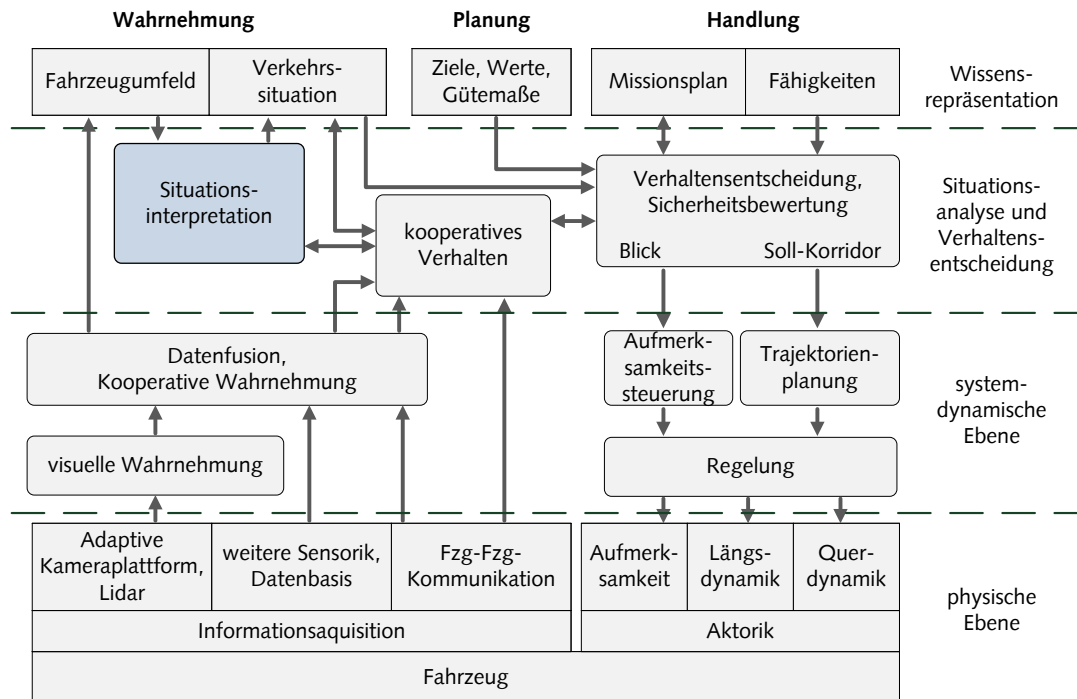 Wahrnehmung
Planung
Handlung
Fahrzeugumfeld
Verkehrs-
situation
Ziele, Werte,
Gütemaße
Missionsplan
Fähigkeiten
Wissens-
repräsentation
Situations-
interpretation
kooperatives
Verhalten
Verhaltensentscheidung,
Sicherheitsbewertung
Blick
Soll-Korridor
Situations-
analyse und
Verhaltens-
entscheidung
Datenfusion,
Kooperative Wahrnehmung
visuelle Wahrnehmung
Aufmerk-
samkeits-
steuerung
Trajektorien-
planung
Regelung
system-
dynamische
Ebene
Adaptive
Kameraplattform,
Lidar
weitere Sensorik,
Datenbasis
Fzg-Fzg-
Kommunikation
Aufmerk-
samkeit
Längs-
dynamik
Quer-
dynamik
Informationsaquisition
Aktorik
Fahrzeug
physische
Ebene